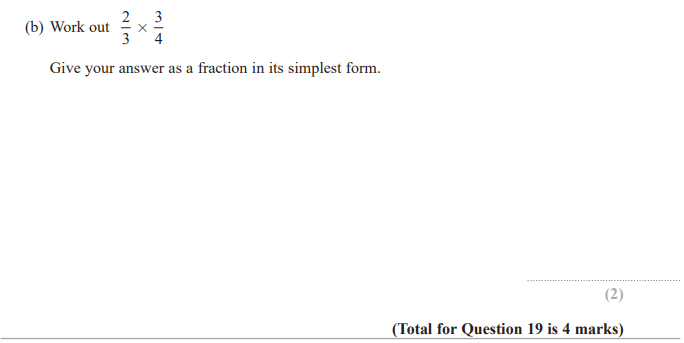 (b) Work out 2/3 × 3/4
Give your answer as a fraction in its simplest form.
(2)
(Total for Question 19 is 4 marks)